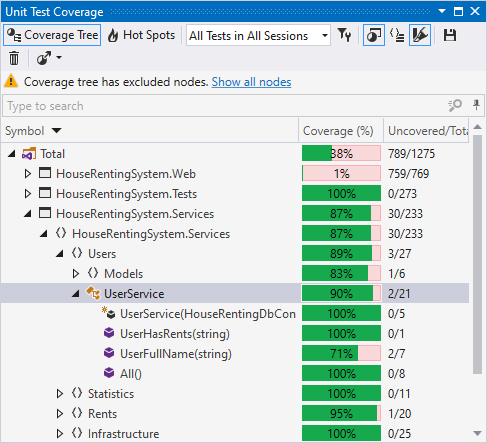 Unit Test Coverage
Coverage Tree Hot Spots All Tests in All Sessions
Coverage tree has excluded nodes. Show all nodes
Type to search
Symbol Coverage (%) Uncovered/Total
Total 38% 789/1275
HouseRentingSystem.Web 1% 759/769
HouseRentingSystem.Tests 100% 0/273
HouseRentingSystem.Services 87% 30/233
HouseRentingSystem.Services 87% 30/233
Users 89% 3/27
Models 83% 1/6
UserService 90% 2/21
UserService(HouseRentingDbCon 100% 0/5
UserHasRents(string) 100% 0/1
UserFullName(string) 71% 2/7
All() 100% 0/8
Statistics 100% 0/11
Rents 95% 1/20
Infrastructure 100% 0/25